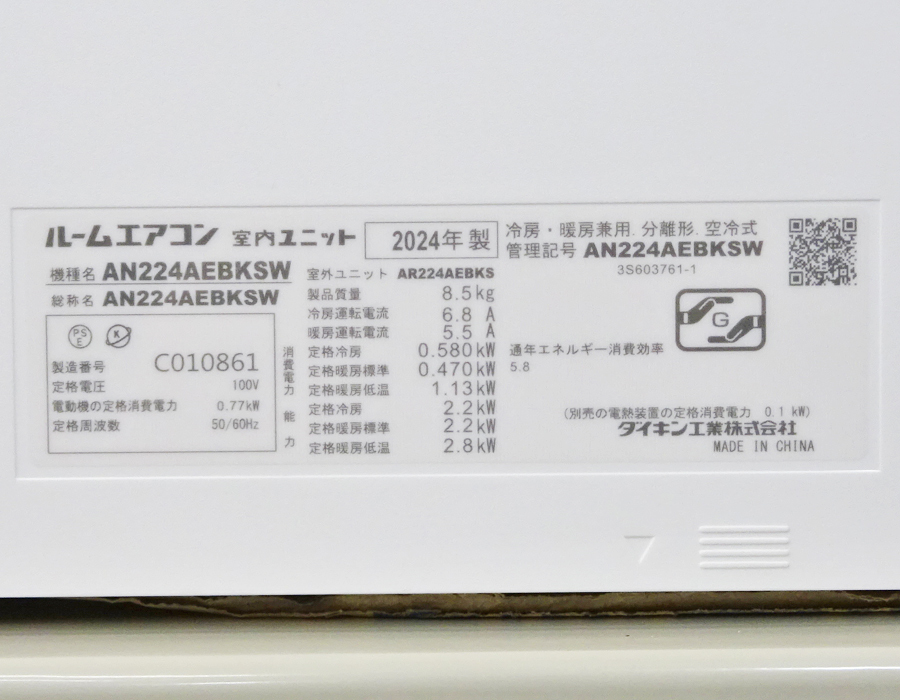 ルームエアコン 室内ユニット 2024年 製
機種名 AN224AEBKSW
総称名 AN224AEBKSW
PS
E
K
製造番号 C010861
定格電圧 100V
電動機の定格消費電力 0.77kW
定格周波数 50/60Hz
室外ユニット AR224AEBKS
製品質量 8.5kg
冷房運転電流 6.8 A
暖房運転電流 5.5 A
消費電力
定格冷房 0.580kW
定格暖房標準 0.470kW
定格暖房低温 1.13kW
能力
定格冷房 2.2kW
定格暖房標準 2.2kW
定格暖房低温 2.8kW
冷房・暖房兼用. 分離形. 空冷式
管理記号 AN224AEBKSW
3S603761-1
G
通年エネルギー消費効率
5.8
(別売の電熱装置の定格消費電力 0.1 kW)
ダイキン工業株式会社
MADE IN CHINA